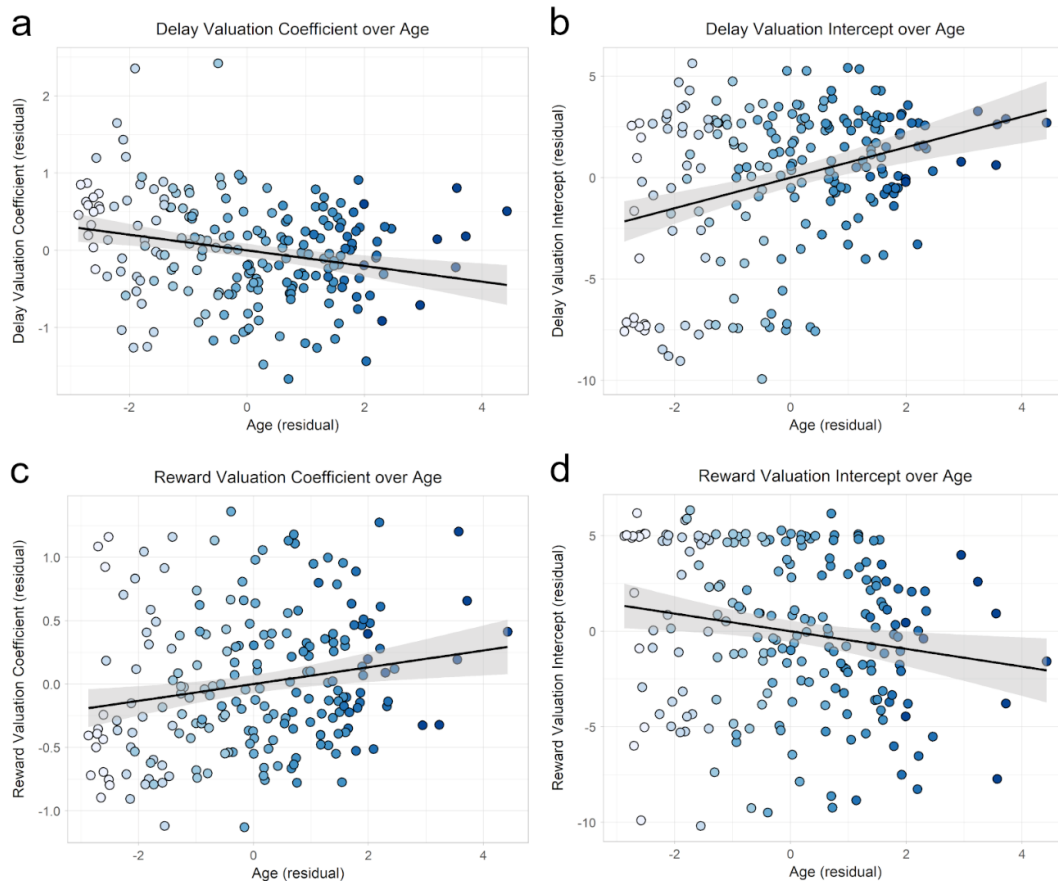 a
Delay Valuation Coefficient over Age
Delay Valuation Coefficient (residual)
2
1
0
-1
-2
0
2
4
Age (residual)
b
Delay Valuation Intercept over Age
Delay Valuation Intercept (residual)
5
0
-5
-10
-2
0
2
4
Age (residual)
c
Reward Valuation Coefficient over Age
Reward Valuation Coefficient (residual)
1.0
0.5
0.0
-0.5
-1.0
-2
0
2
4
Age (residual)
d
Reward Valuation Intercept over Age
Reward Valuation Intercept (residual)
5
0
-5
-10
-2
0
2
4
Age (residual)